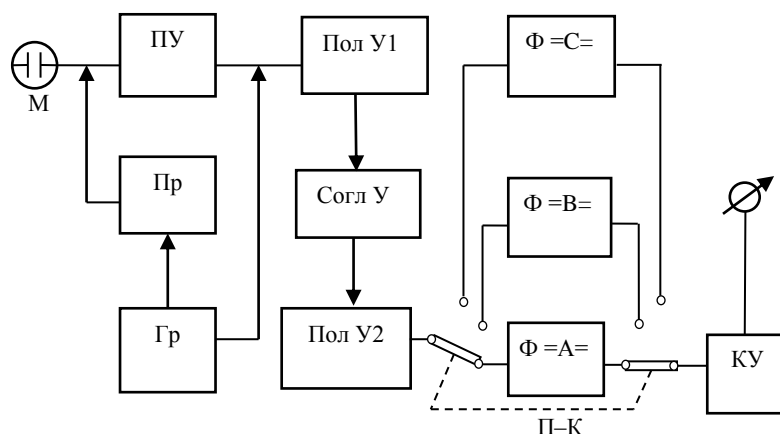 ПУ
Пол У1
Ф =С=
М
Пр
Согл У
Ф =В=
Гр
Пол У2
Ф =А=
КУ
П–К